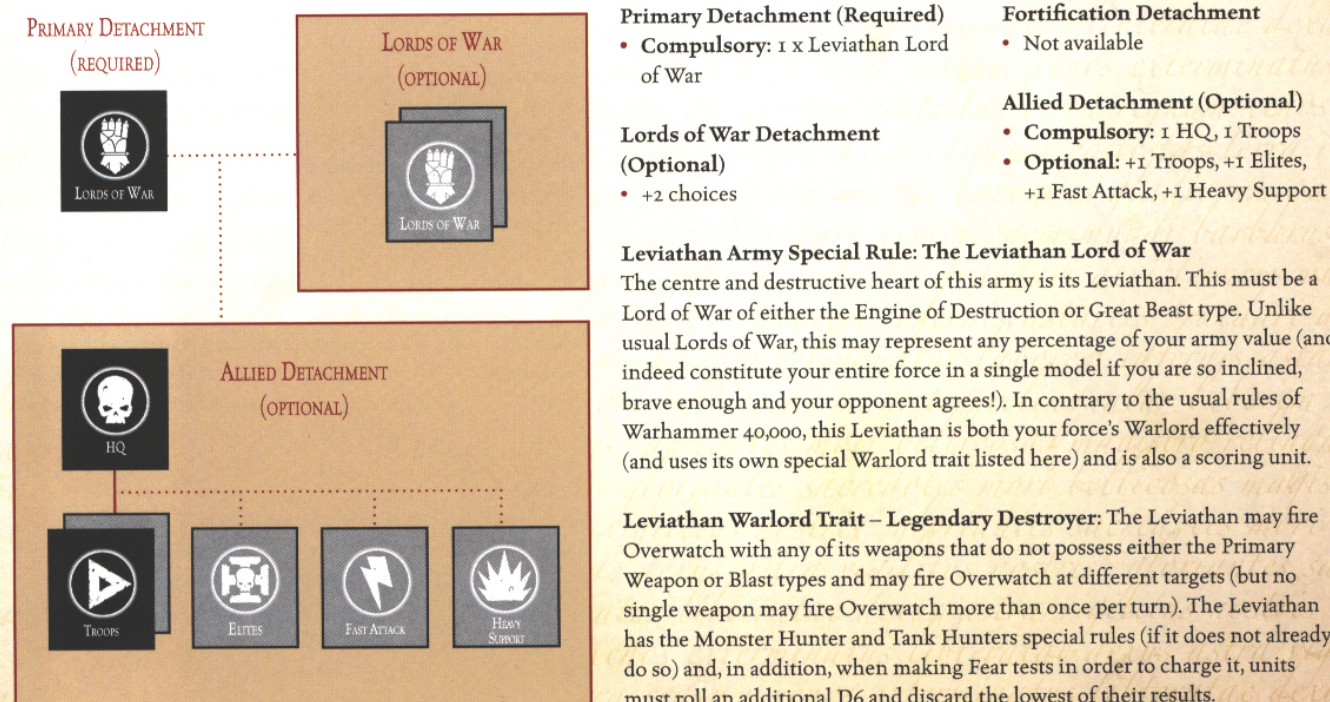 PRIMARY DETACHMENT
(REQUIRED)
LORDS OF WAR
LORDS OF WAR
(OPTIONAL)
LORDS OF WAR
ALLIED DETACHMENT
(OPTIONAL)
HQ
TROOPS
ELITES
FAST ATTACK
HEAVY
SUPPORT
Primary Detachment (Required)
• Compulsory: 1 x Leviathan Lord
of War
Lords of War Detachment
(Optional)
• +2 choices
Fortification Detachment
• Not available
Allied Detachment (Optional)
• Compulsory: 1 HQ, 1 Troops
• Optional: +1 Troops, +1 Elites,
+1 Fast Attack, +1 Heavy Support
Leviathan Army Special Rule: The Leviathan Lord of War
The centre and destructive heart of this army is its Leviathan. This must be a
Lord of War of either the Engine of Destruction or Great Beast type. Unlike
usual Lords of War, this may represent any percentage of your army value (and
indeed constitute your entire force in a single model if you are so inclined,
brave enough and your opponent agrees!). In contrary to the usual rules of
Warhammer 40,000, this Leviathan is both your force's Warlord effectively
(and uses its own special Warlord trait listed here) and is also a scoring unit.
Leviathan Warlord Trait – Legendary Destroyer: The Leviathan may fire
Overwatch with any of its weapons that do not possess either the Primary
Weapon or Blast types and may fire Overwatch at different targets (but no
single weapon may fire Overwatch more than once per turn). The Leviathan
has the Monster Hunter and Tank Hunters special rules (if it does not already
do so) and, in addition, when making Fear tests in order to charge it, units
must roll an additional D6 and discard the lowest of their results.